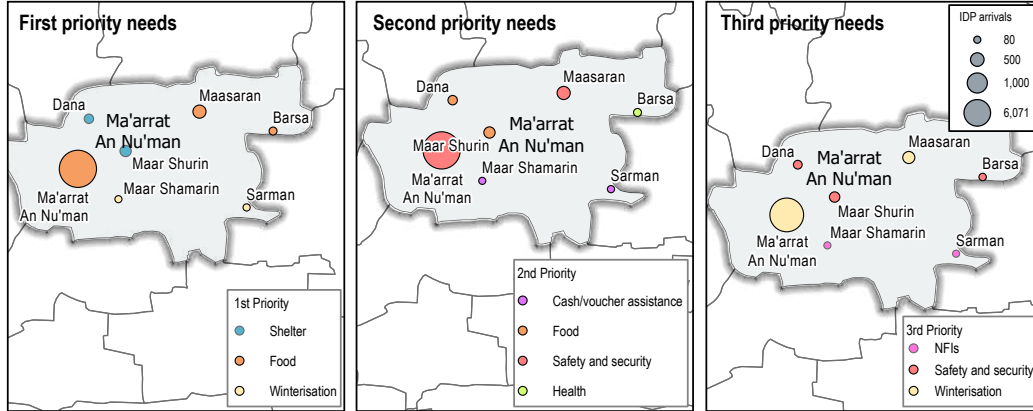 First priority needs
Dana
Maasaran
Barsa
Ma'arrat
An Nu'man
Maar Shurin
Maar Shamarin
Ma'arrat
An Nu'man
Sarman
1st Priority
Shelter
Food
Winterisation
Second priority needs
Maasaran
Dana
Barsa
Ma'arrat
An Nu'man
Maar Shurin
Maar Shamarin
Ma'arrat
An Nu'man
Sarman
2nd Priority
Cash/voucher assistance
Food
Safety and security
Health
Third priority needs
IDP arrivals
80
500
1,000
6,071
Maasaran
Dana
Barsa
Ma'arrat
An Nu'man
Maar Shurin
Maar Shamarin
Ma'arrat
An Nu'man
Sarman
3rd Priority
NFIs
Safety and security
Winterisation